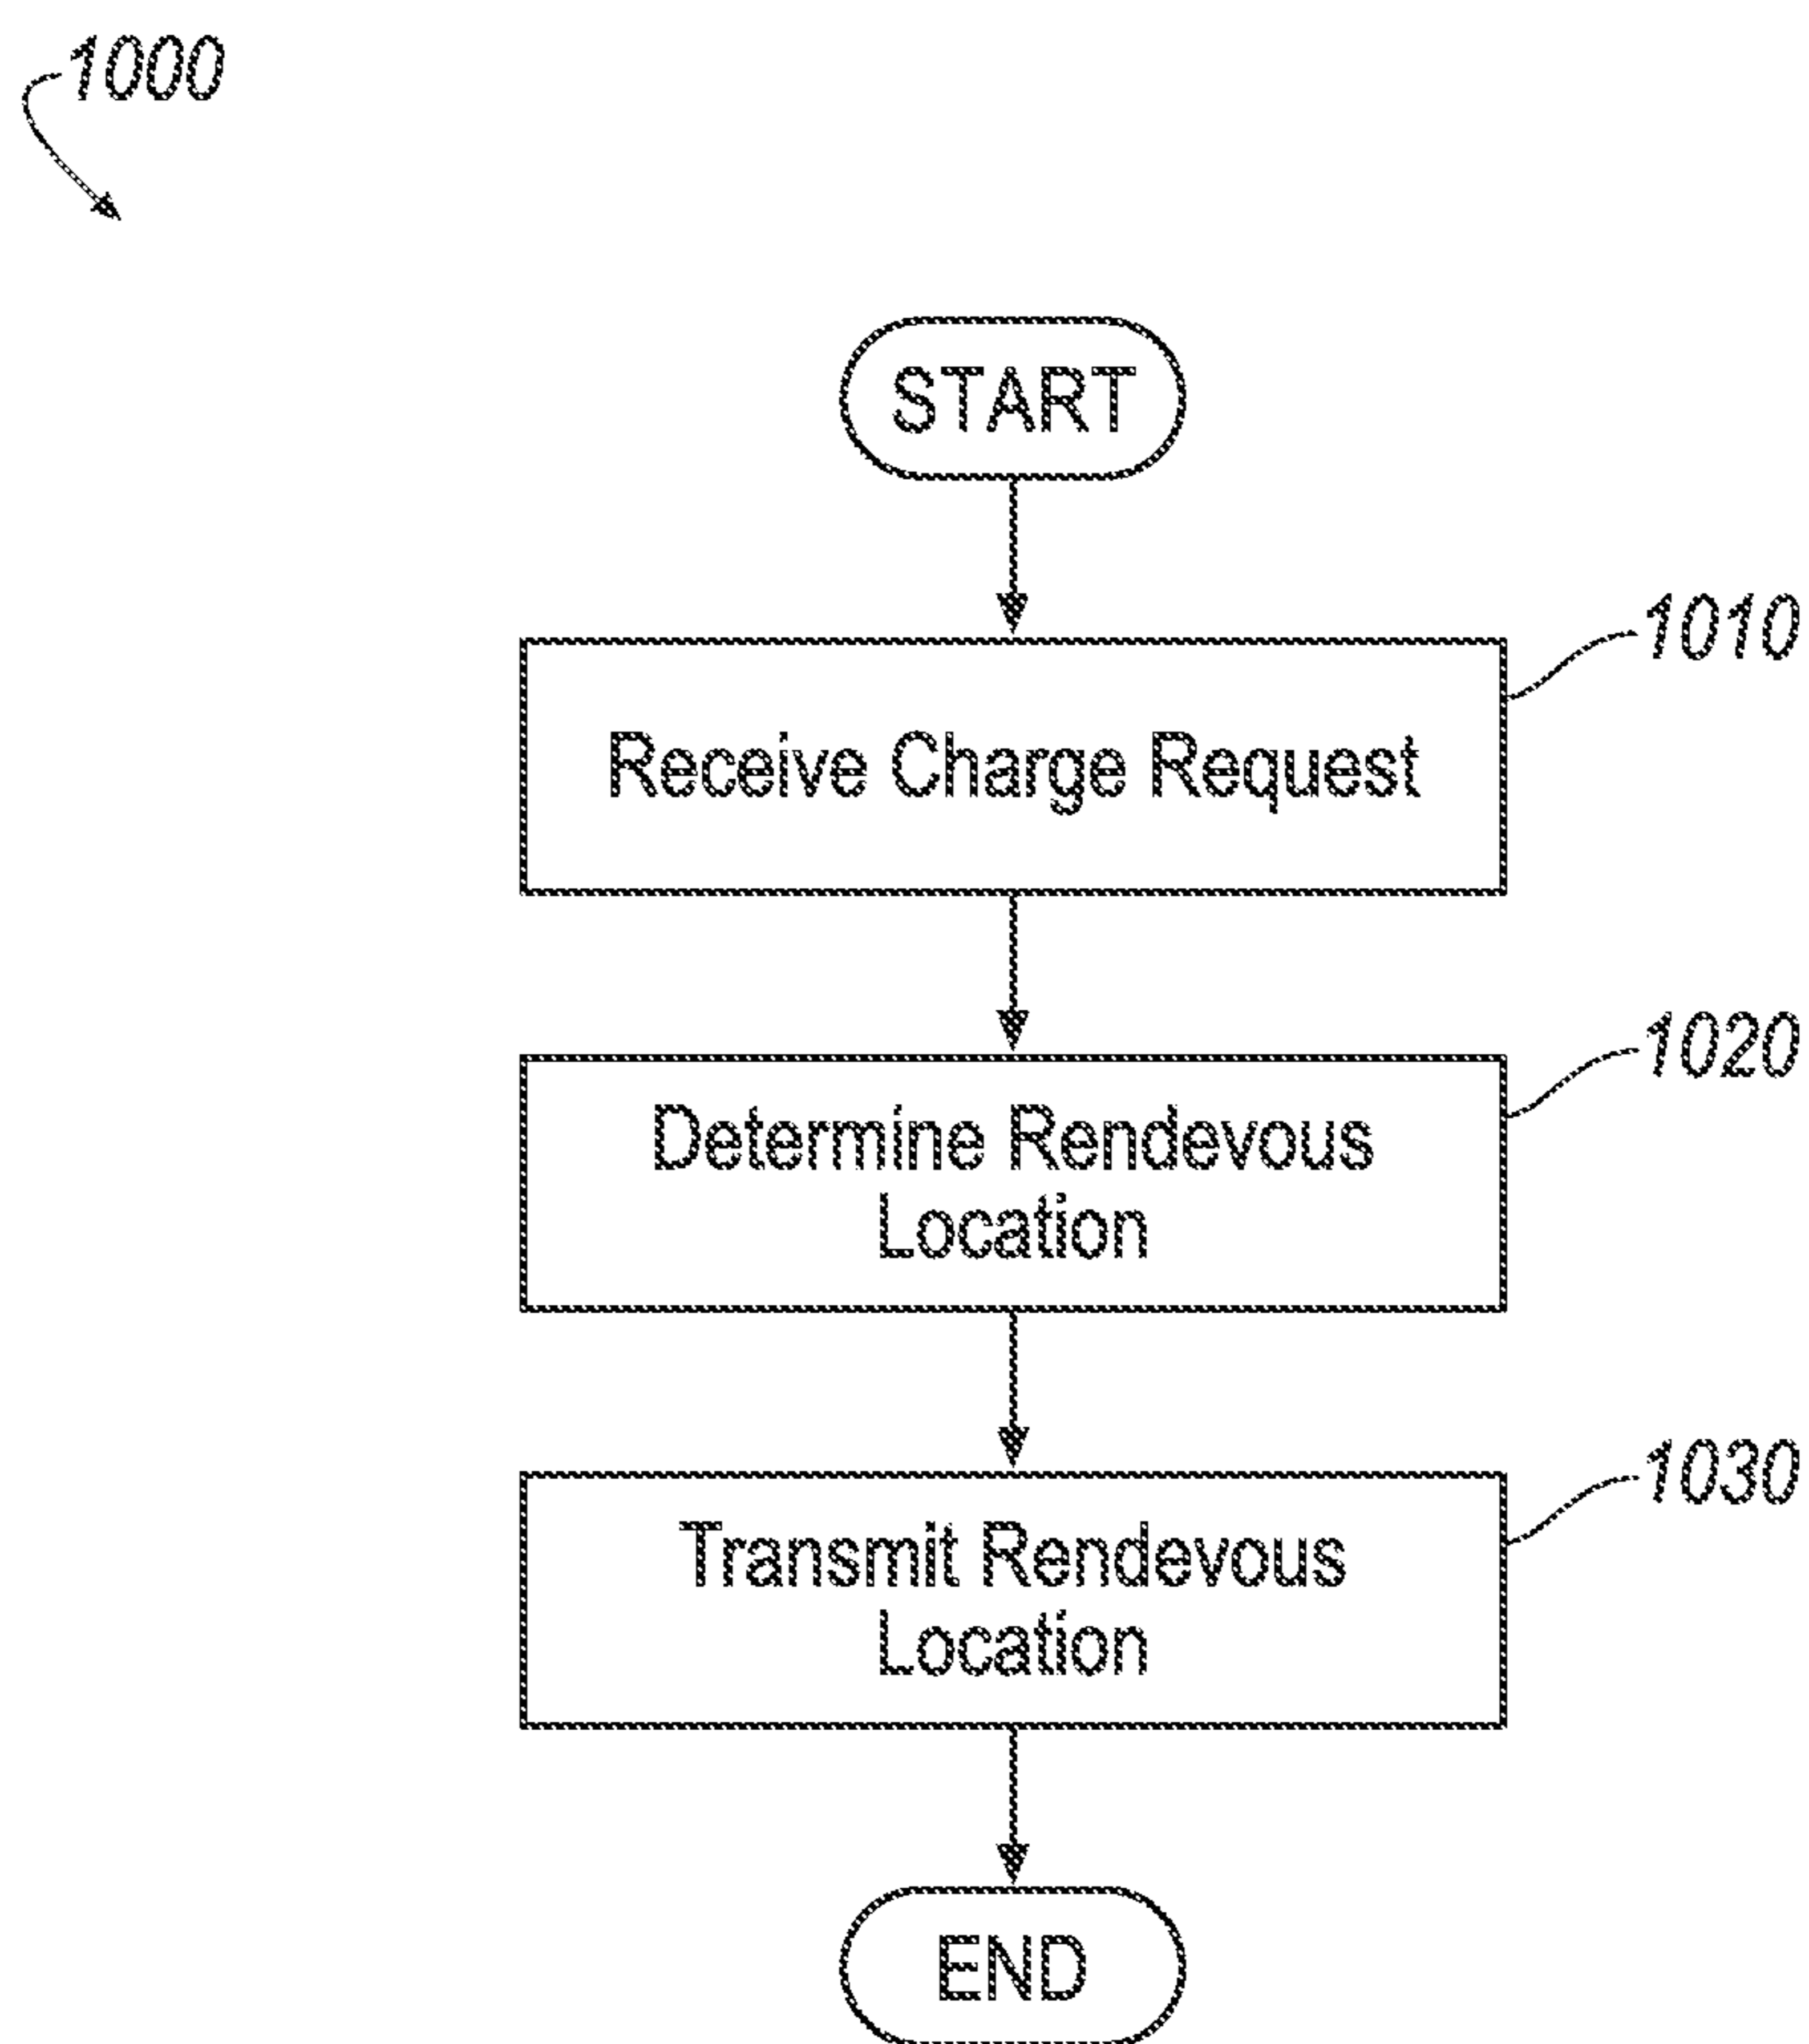 1000
START
1010
Receive Charge Request
1020
Determine Rendevous
Location
1030
Transmit Rendevous
Location
END